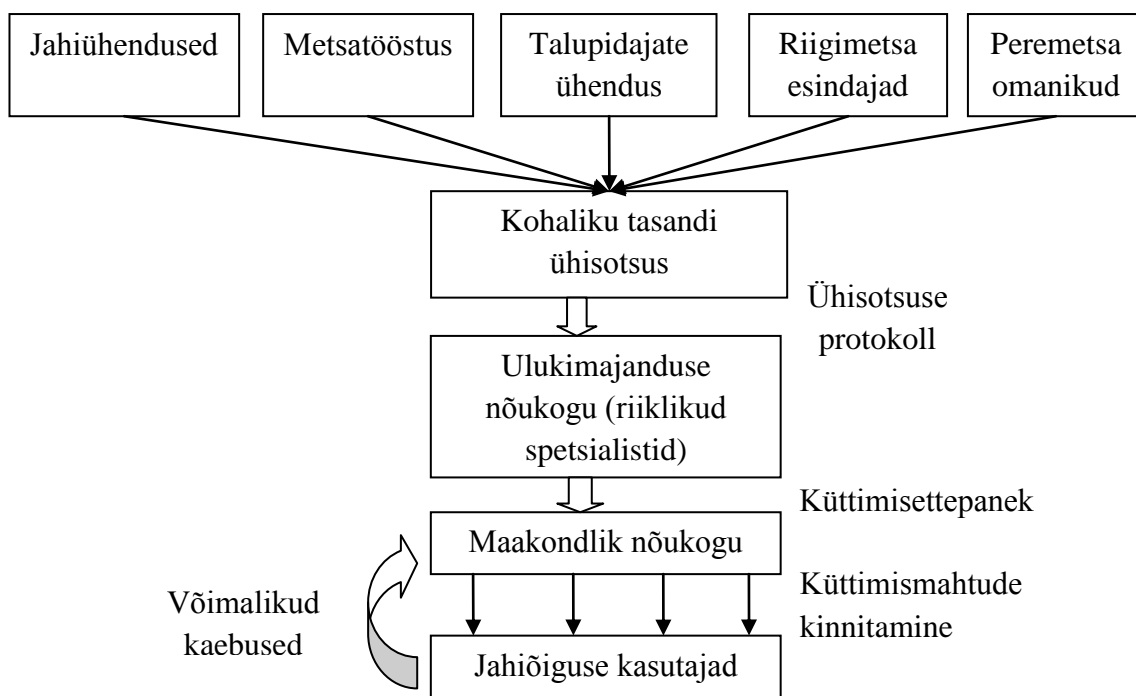 Jahiühendused
Metsatööstus
Talupidajate
ühendus
Riigimetsa
esindajad
Peremetsa
omanikud
Kohaliku tasandi
ühisotsus
Ühisotsuse
protokoll
Ulukimajanduse
nõukogu (riiklikud
spetsialistid)
Küttimisettepanek
Maakondlik nõukogu
Küttimismahtude
kinnitamine
Võimalikud
kaebused
Jahiõiguse kasutajad